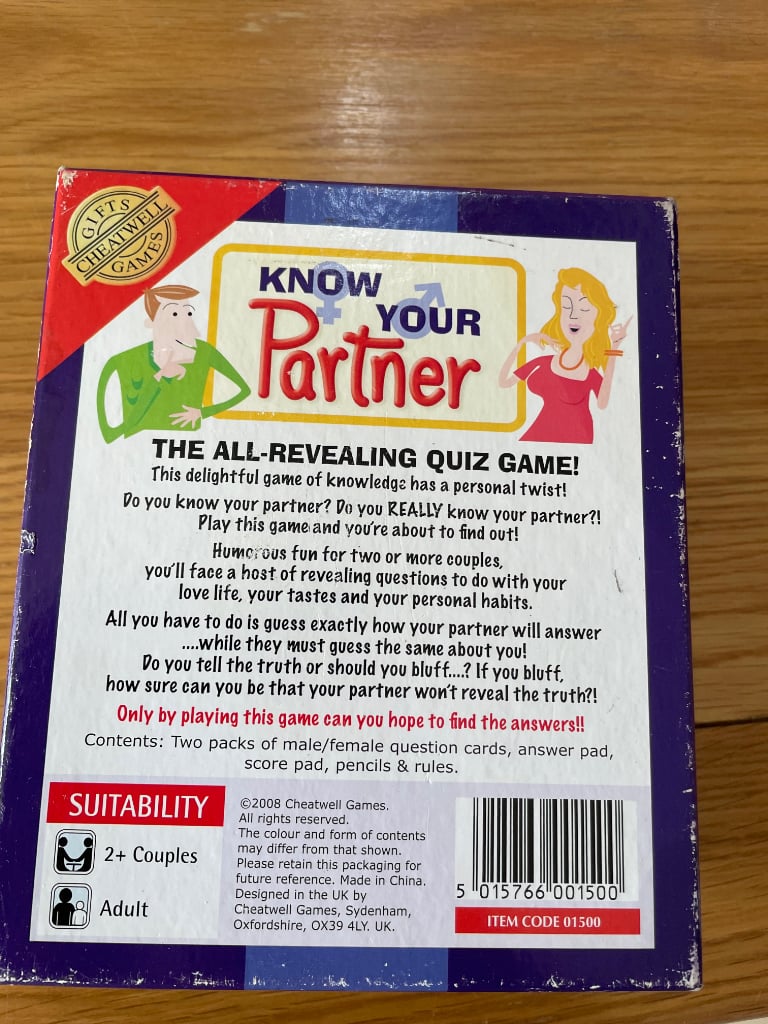 GIFTS
CHEATWELL
GAMES
KNOW
YOUR
Partner
THE ALL-REVEALING QUIZ GAME!
This delightful game of knowledge has a personal twist!
Do you know your partner? Do you REALLY know your partner?!
Play this game and you're about to find out!
Humorous fun for two or more couples,
you'll face a host of revealing questions to do with your
love life, your tastes and your personal habits.
All you have to do is guess exactly how your partner will answer
....while they must guess the same about you!
Do you tell the truth or should you bluff....? If you bluff,
how sure can you be that your partner won't reveal the truth?!
Only by playing this game can you hope to find the answers!!
Contents: Two packs of male/female question cards, answer pad,
score pad, pencils & rules.
SUITABILITY
2+ Couples
Adult
©2008 Cheatwell Games.
All rights reserved.
The colour and form of contents
may differ from that shown.
Please retain this packaging for
future reference. Made in China.
Designed in the UK by
Cheatwell Games, Sydenham,
Oxfordshire, OX39 4LY. UK.
5 015766 001500
ITEM CODE 01500